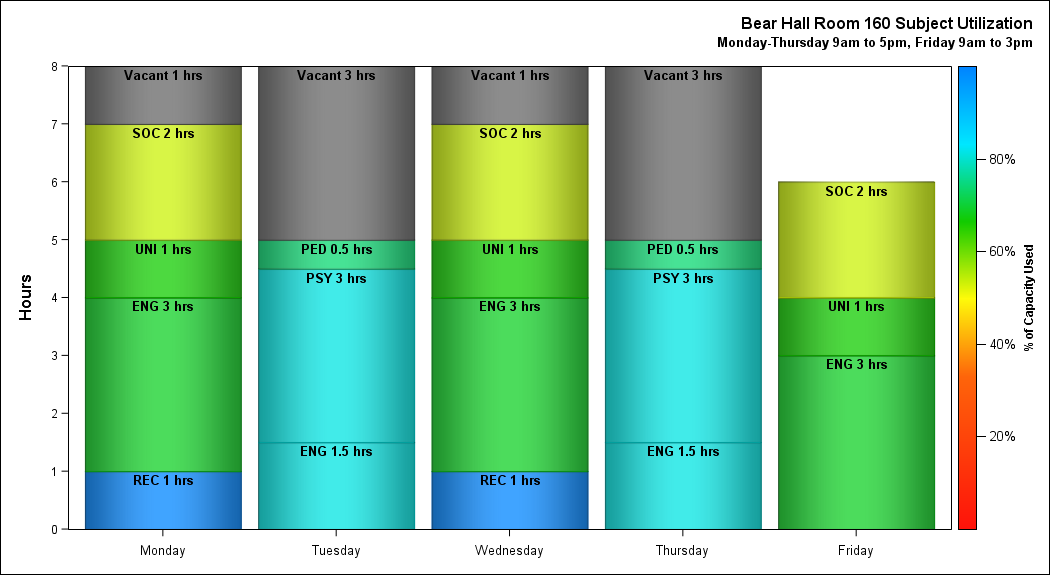 Bear Hall Room 160 Subject Utilization
Monday-Thursday 9am to 5pm, Friday 9am to 3pm
Hours
8
7
6
5
4
3
2
1
0
Vacant 1 hrs
SOC 2 hrs
UNI 1 hrs
ENG 3 hrs
REC 1 hrs
Vacant 3 hrs
PED 0.5 hrs
PSY 3 hrs
ENG 1.5 hrs
Vacant 1 hrs
SOC 2 hrs
UNI 1 hrs
ENG 3 hrs
REC 1 hrs
Vacant 3 hrs
PED 0.5 hrs
PSY 3 hrs
ENG 1.5 hrs
SOC 2 hrs
UNI 1 hrs
ENG 3 hrs
Monday Tuesday Wednesday Thursday Friday
80%
60%
40%
20%
% of Capacity Used